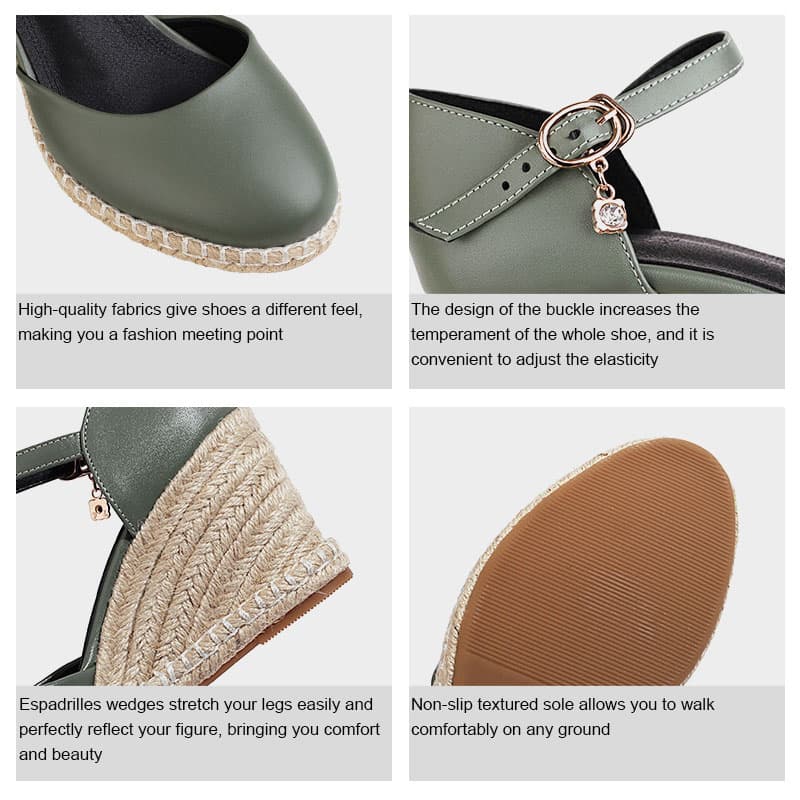 High-quality fabrics give shoes a different feel,
making you a fashion meeting point
The design of the buckle increases the
temperament of the whole shoe, and it is
convenient to adjust the elasticity
Espadrilles wedges stretch your legs easily and
perfectly reflect your figure, bringing you comfort
and beauty
Non-slip textured sole allows you to walk
comfortably on any ground